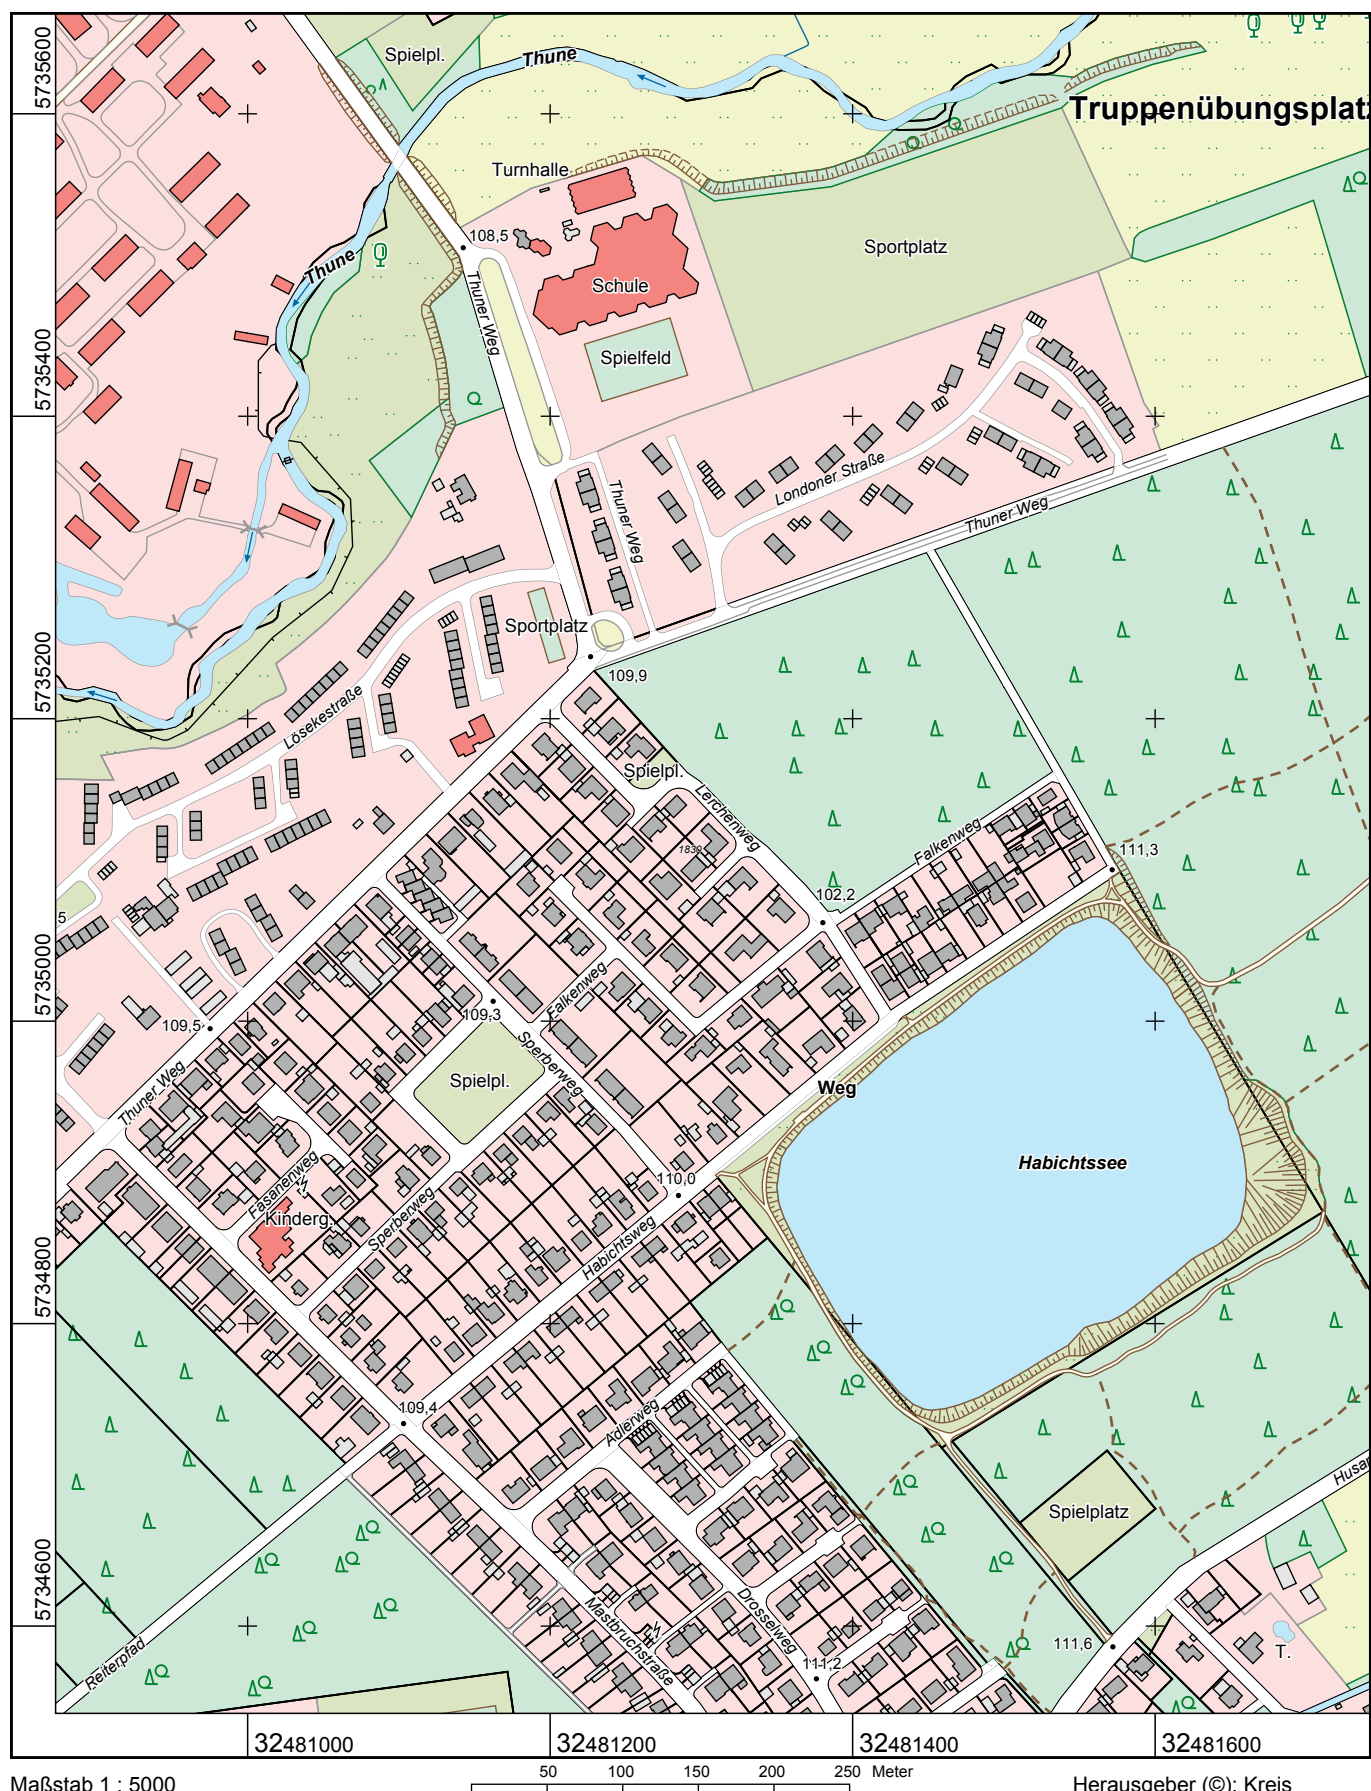 5735600
Spielpl.
Thune
Truppenübungsplatz
Turnhalle
108,5
Thune
Sportplatz
Schule
Thuner Weg
Spielfeld
5735400
Londoner Straße
Thuner Weg
Thuner Weg
5735200
Sportplatz
109,9
Lösekestraße
Spielpl.
Lerchenweg
1830
Falkenweg
111,3
102,2
5
5735000
109,3
Falkenweg
109,5
Sperberweg
Thuner Weg
Spielpl.
Weg
Habichtssee
Fasanenweg
110,0
Kinderg.
Sperberweg
Habichtsweg
5734800
109,4
Adlerweg
Husar
Spielplatz
5734600
Drosselweg
Mastbruchstraße
Reiterpfad
111,6
T.
111,2
32481000 32481200 32481400 32481600
Maßstab 1 : 5000
50 100 150 200 250 Meter
Herausgeber (©): Kreis